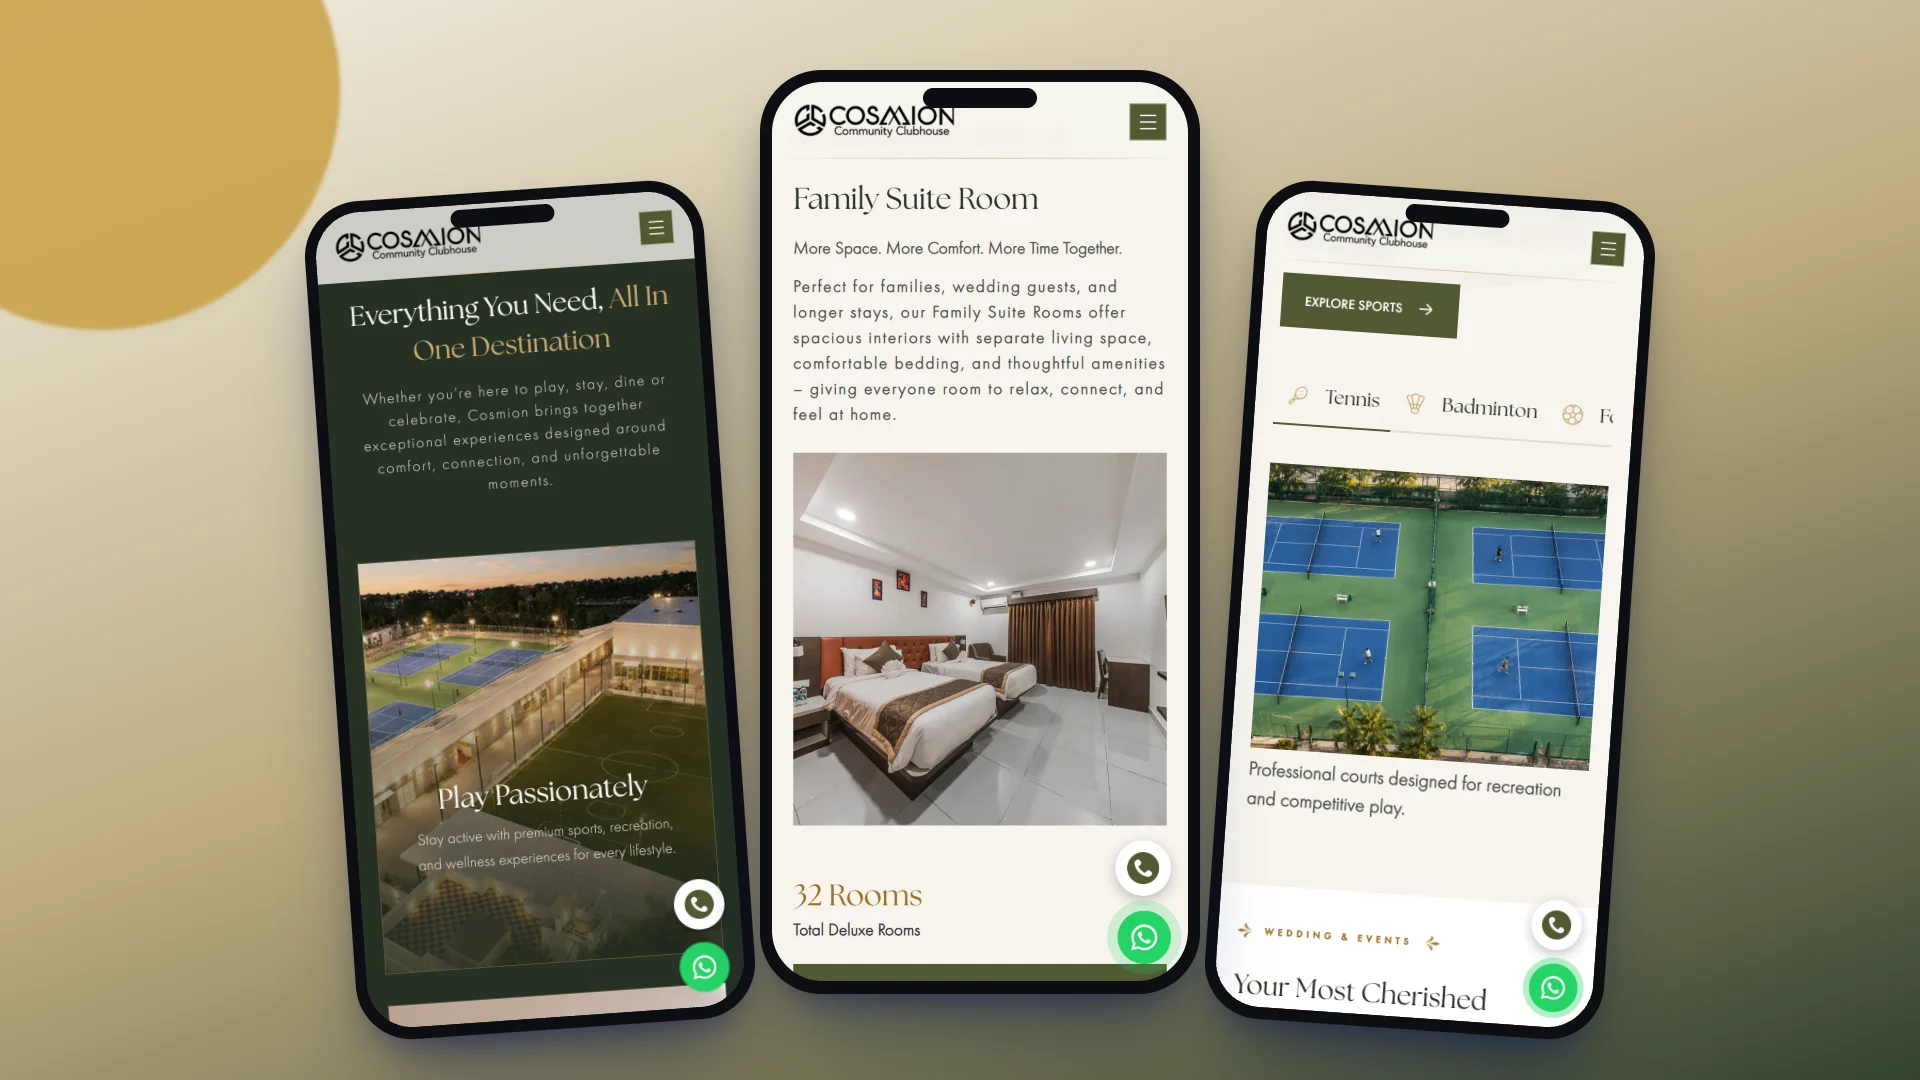 COSMION
Community Clubhouse
Everything You Need, All In
One Destination
Whether you're here to play, stay, dine or
celebrate, Cosmion brings together
exceptional experiences designed around
comfort, connection, and unforgettable
moments.
Play Passionately
Stay active with premium sports, recreation,
and wellness experiences for every lifestyle.
COSMION
Community Clubhouse
Family Suite Room
More Space. More Comfort. More Time Together.
Perfect for families, wedding guests, and
longer stays, our Family Suite Rooms offer
spacious interiors with separate living space,
comfortable bedding, and thoughtful amenities
– giving everyone room to relax, connect, and
feel at home.
32 Rooms
Total Deluxe Rooms
COSMION
Community Clubhouse
EXPLORE SPORTS
Tennis Badminton
Professional courts designed for recreation
and competitive play.
WEDDING & EVENTS
Your Most Cherished